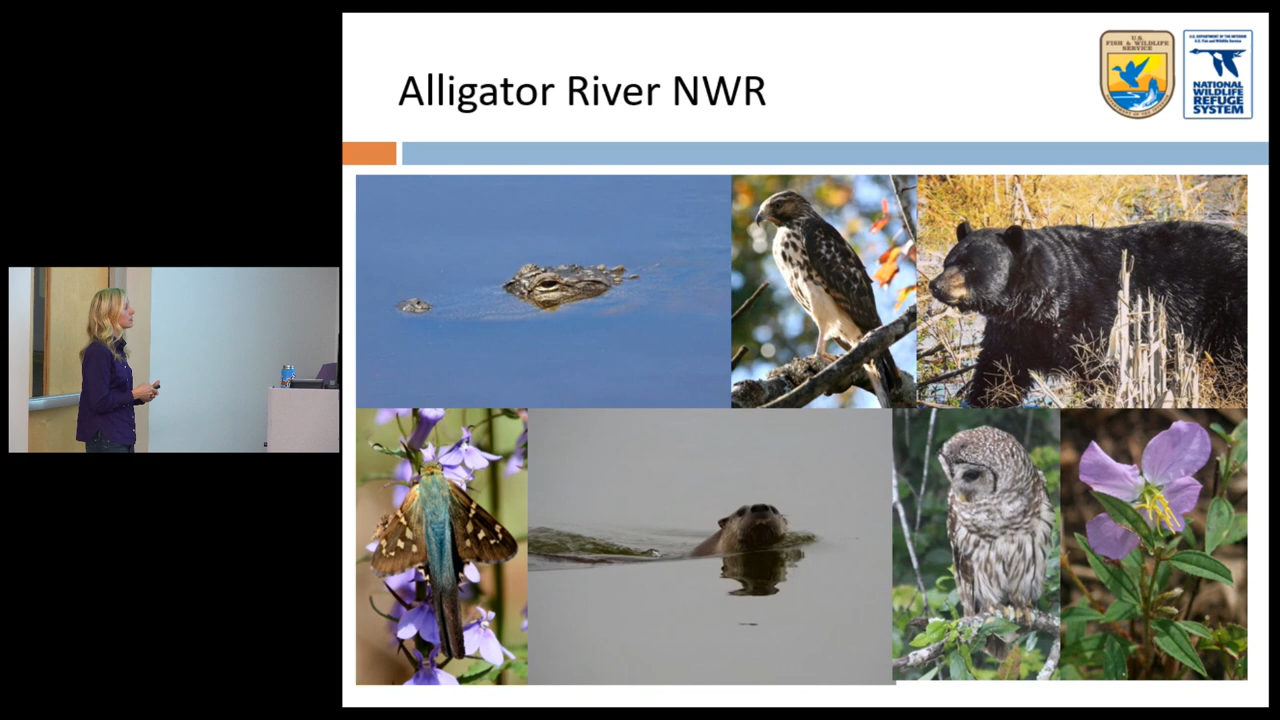 Alligator River NWR
U.S.
FISH & WILDLIFE
SERVICE
U.S. DEPARTMENT OF THE INTERIOR
U.S. Fish and Wildlife Service
NATIONAL
WILDLIFE
REFUGE
SYSTEM